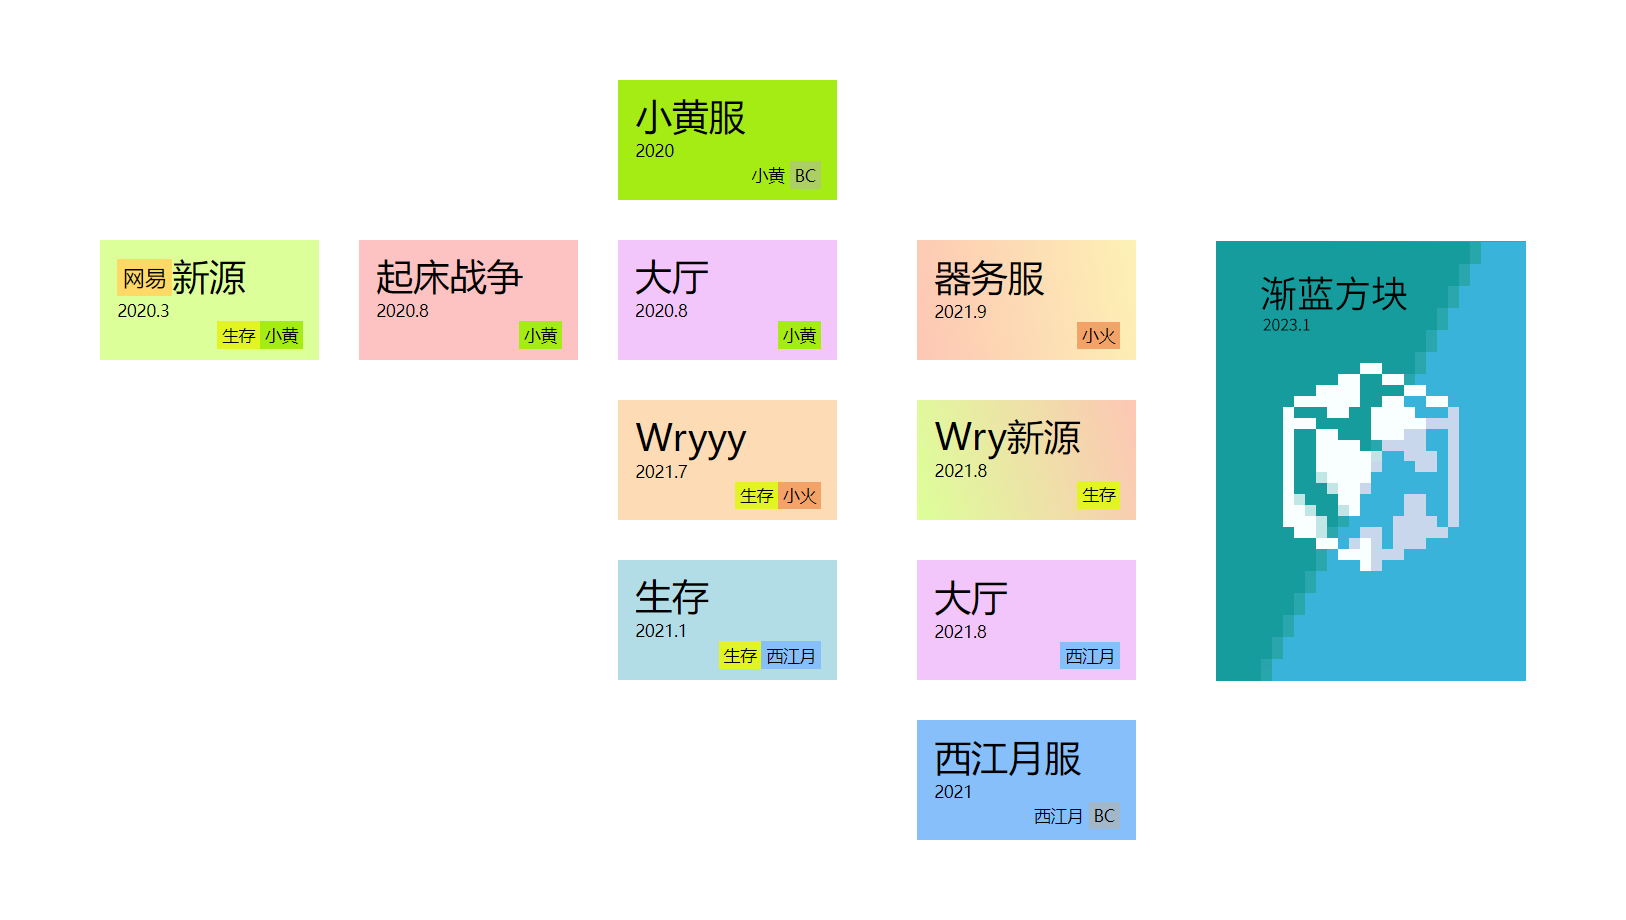 小黄服
2020
小黄 BC
网易新源
2020.3
生存 小黄
起床战争
2020.8
小黄
大厅
2020.8
小黄
器务服
2021.9
小火
渐蓝方块
2023.1
Wryyy
2021.7
生存 小火
Wry新源
2021.8
生存
生存
2021.1
生存 西江月
大厅
2021.8
西江月
西江月服
2021
西江月 BC